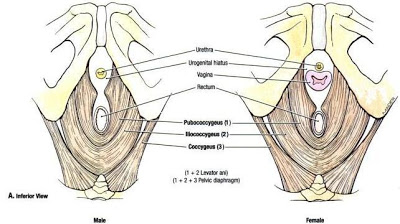 Urethra
Urogenital hiatus
Vagina
Rectum
Pubococcygeus (1)
Iliococcygeus (2)
Coccygeus (3)
(1 + 2 Levator ani)
(1 + 2 + 3 Pelvic diaphragm)
A. Inferior View
Male
Female